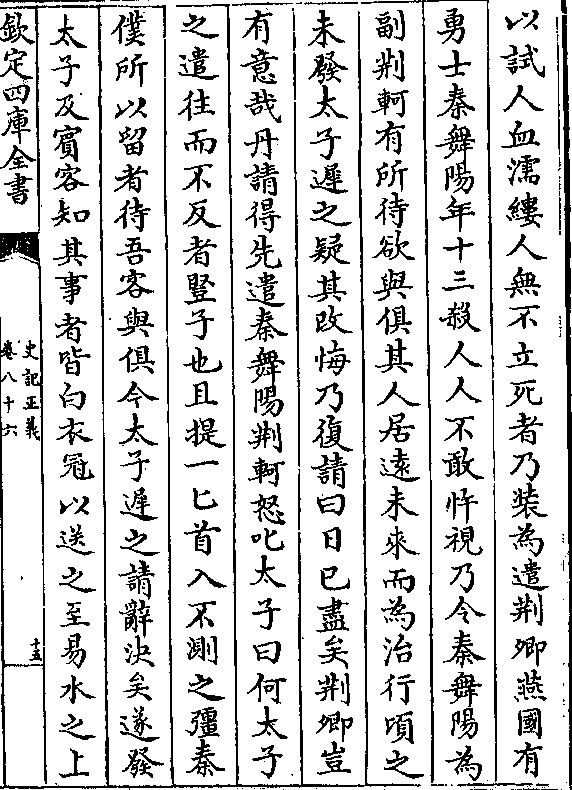 以試人血濡縷人無不立死者乃裝為遣荆卿燕國有
勇士秦舞陽年十三殺人人不敢忤視乃令秦舞陽為
副荆軻有所待欲與俱其人居逺未來而為治行頃之
未發太子遲之疑其改悔乃復請曰日已盡矣荆卿豈
有意哉丹請得先遣秦舞陽荆軻怒叱太子曰何太子
之遣往而不反者豎子也且提一匕首入不測之彊秦
僕所以留者待吾客與俱今太子遲之請辭決矣遂發
太子及賔客知其事者皆白衣冠以送之至易水之上
欽定四庫全書
史記正義
卷八十六
十五